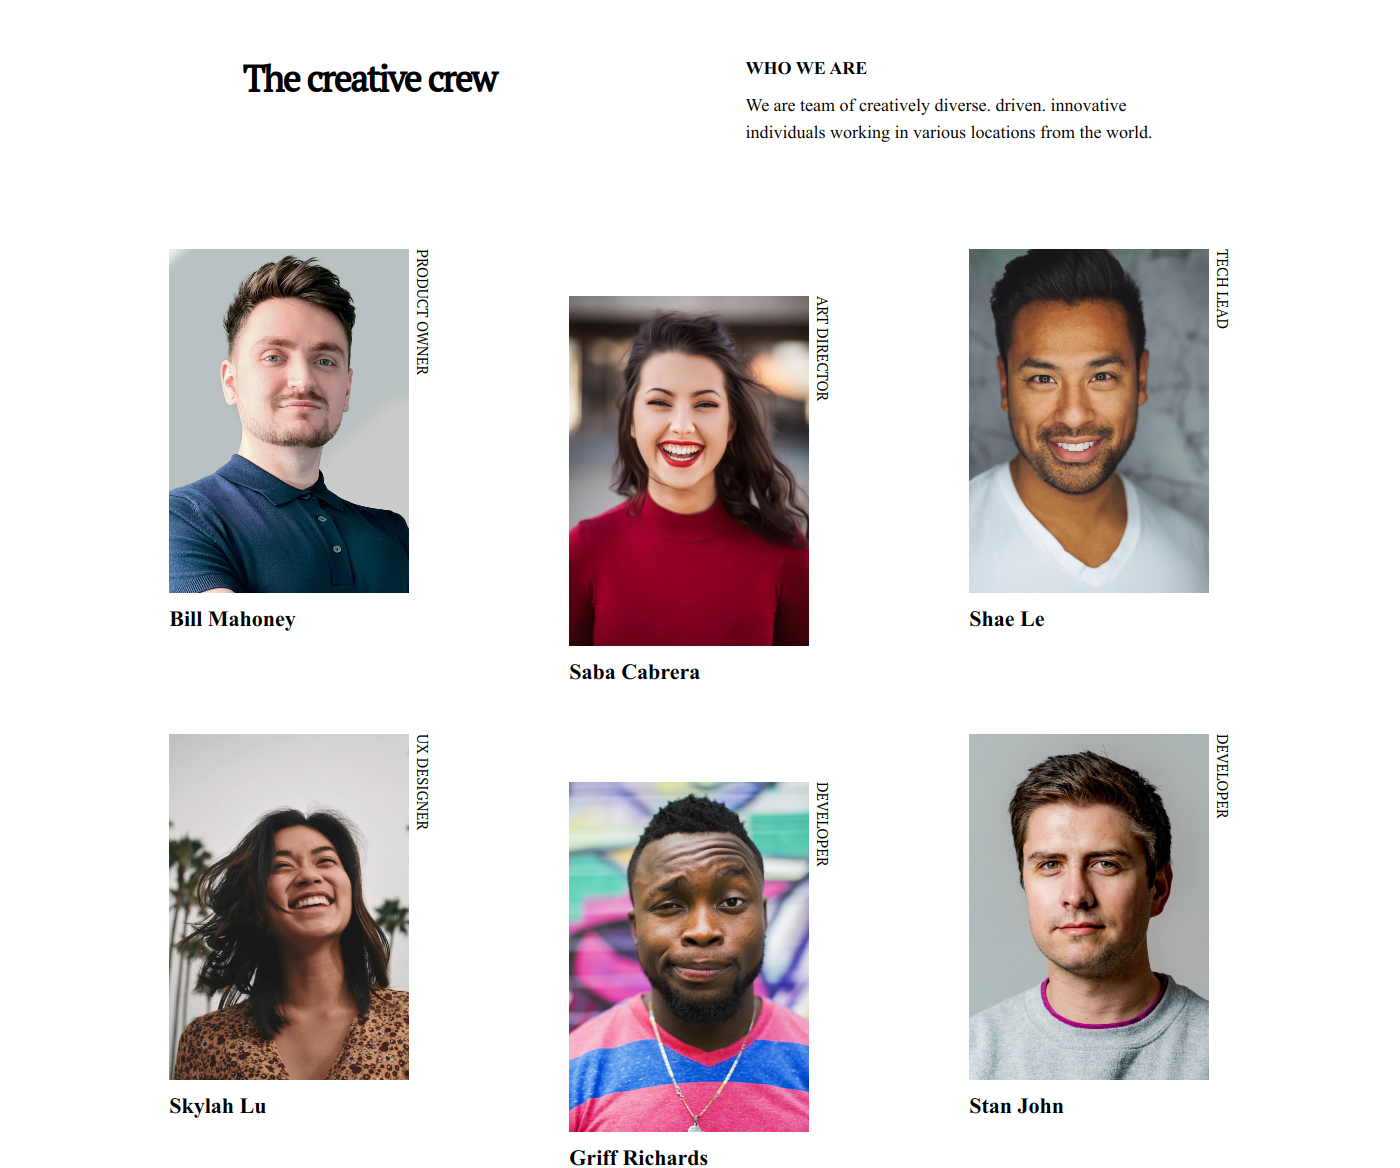 The creative crew
WHO WE ARE
We are team of creatively diverse. driven. innovative
individuals working in various locations from the world.
PRODUCT OWNER
Bill Mahoney
ART DIRECTOR
Saba Cabrera
TECH LEAD
Shae Le
UX DESIGNER
Skylah Lu
DEVELOPER
Griff Richards
DEVELOPER
Stan John